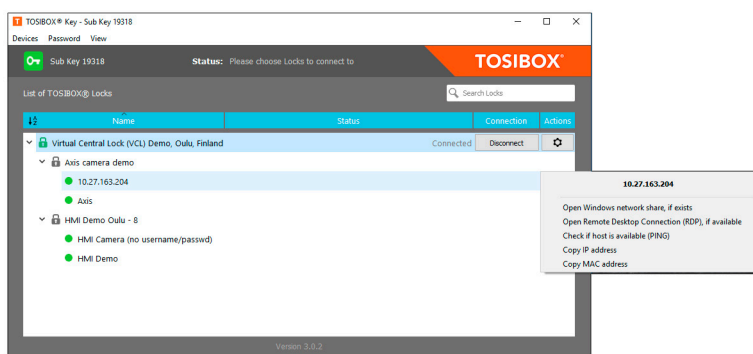 TOSIBOX® Key - Sub Key 19318
Devices Password View
Sub Key 19318 Status: Please choose Locks to connect to TOSIBOX®
List of TOSIBOX® Locks Search Locks
Name Status Connection Actions
Virtual Central Lock (VCL) Demo, Oulu, Finland Connected Disconnect
Axis camera demo
10.27.163.204
Axis
HMI Demo Oulu - 8
HMI Camera (no username/passwd)
HMI Demo
Version 3.0.2
10.27.163.204
Open Windows network share, if exists
Open Remote Desktop Connection (RDP), if available
Check if host is available (PING)
Copy IP address
Copy MAC address